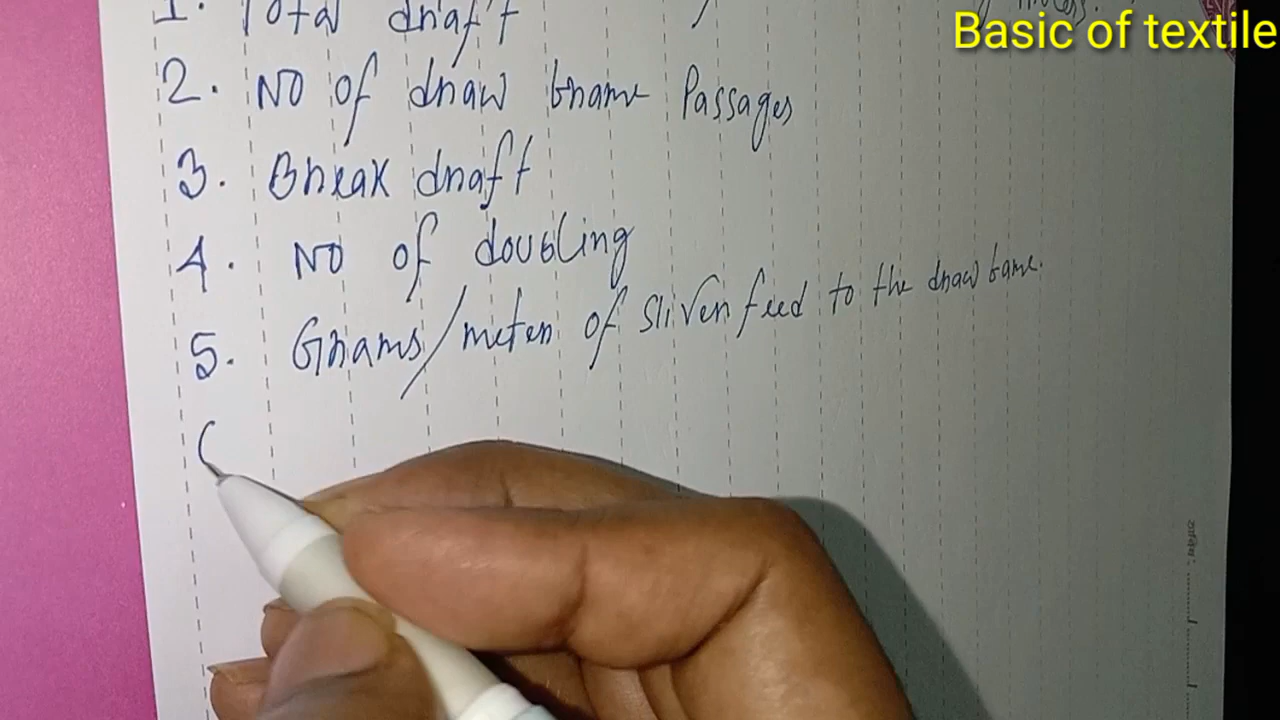 Basic of textile
1. Total draft
2. NO of draw frame Passages
3. Break draft
4. NO of doubling
5. Grams/meter of sliver feed to the draw frame.